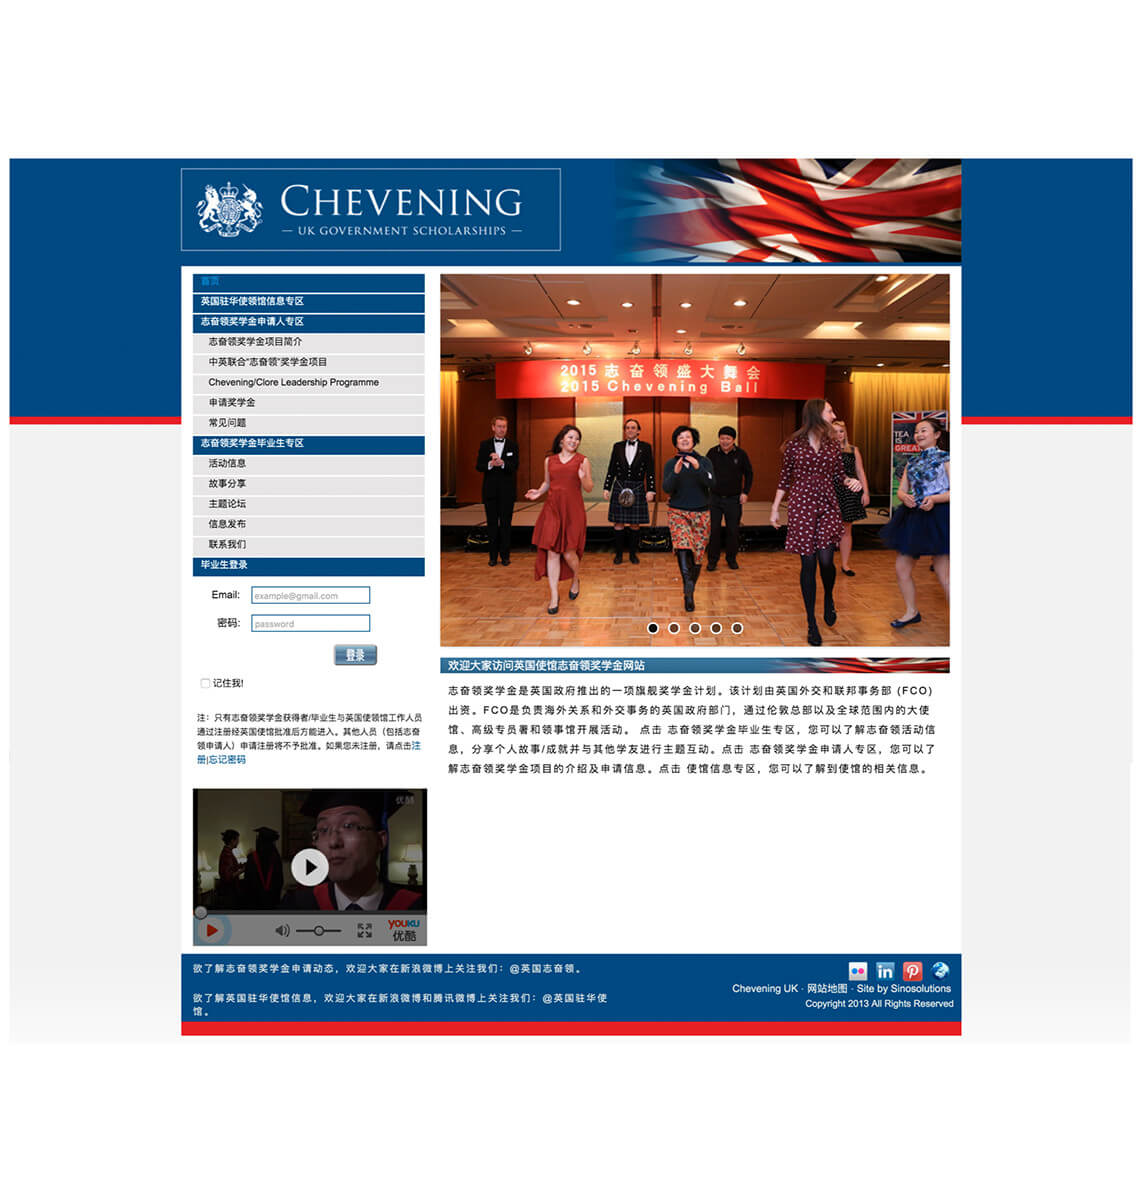 CHEVENING
— UK GOVERNMENT SCHOLARSHIPS —
首页
英国驻华使领馆信息专区
志奋领奖学金申请人专区
志奋领奖学金项目简介
中英联合“志奋领”奖学金项目
Chevening/Clore Leadership Programme
申请奖学金
常见问题
志奋领奖学金毕业生专区
活动信息
故事分享
主题论坛
信息发布
联系我们
毕业生登录
Email: example@gmail.com
密码: password
登录
记住我!
注：只有志奋领奖学金获得者/毕业生与英国使领馆工作人员
通过注册经英国使馆批准后方能进入。其他人员（包括志奋
领申请人）申请注册将不予批准。如果您未注册，请点击注
册|忘记密码
优酷
YOUKU
优酷
2015 志 奋 领 盛 大 舞 会
2015 Chevening Ball
TEA
IS
GREAT
欢迎大家访问英国使馆志奋领奖学金网站
志奋领奖学金是英国政府推出的一项旗舰奖学金计划。该计划由英国外交和联邦事务部 (FCO)
出资。FCO是负责海外关系和外交事务的英国政府部门，通过伦敦总部以及全球范围内的大使
馆、高级专员署和领事馆开展活动。 点击 志奋领奖学金毕业生专区，您可以了解志奋领活动信
息，分享个人故事/成就并与其他学友进行主题互动。点击 志奋领奖学金申请人专区，您可以了
解志奋领奖学金项目的介绍及申请信息。点击 使馆信息专区，您可以了解到使馆的相关信息。
欲了解志奋领奖学金申请动态，欢迎大家在新浪微博上关注我们：@英国志奋领。
欲了解英国驻华使馆信息，欢迎大家在新浪微博和腾讯微博上关注我们：@英国驻华使
馆。
in
Chevening UK · 网站地图 · Site by Sinosolutions
Copyright 2013 All Rights Reserved